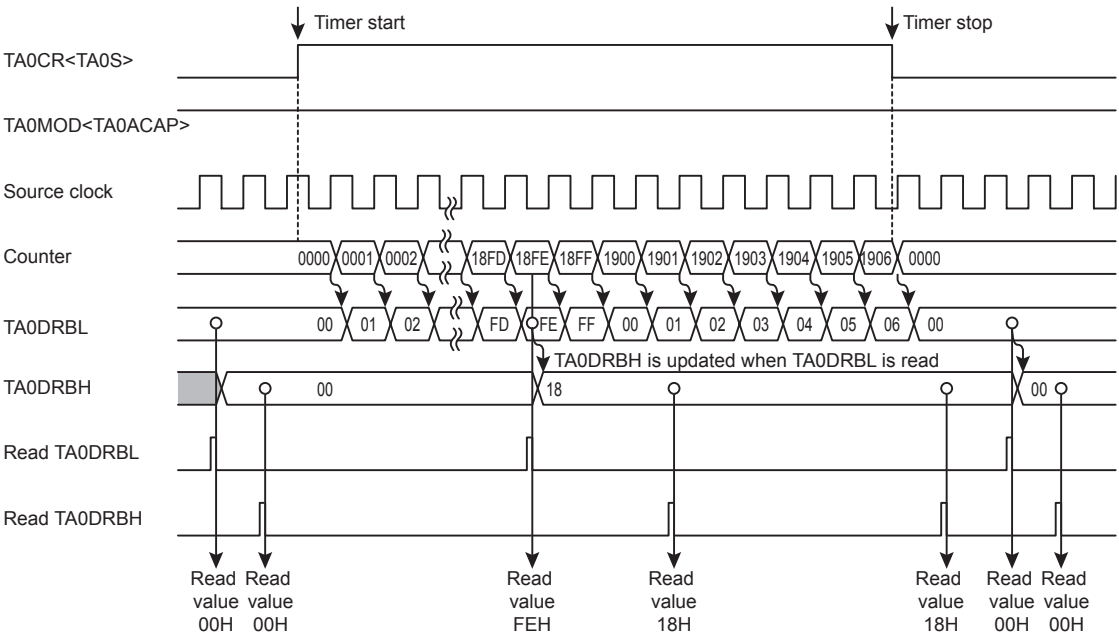 Timer start
Timer stop
TA0CR<TA0S>
TA0MOD<TA0ACAP>
Source clock
Counter
0000 0001 0002 18FD 18FE 18FF 1900 1901 1902 1903 1904 1905 1906 0000
TA0DRBL
00 01 02 FD FE FF 00 01 02 03 04 05 06 00
TA0DRBH is updated when TA0DRBL is read
TA0DRBH
00 18 00
Read TA0DRBL
Read TA0DRBH
Read Read Read Read Read Read Read
value value value value value value value
00H 00H FEH 18H 18H 00H 00H